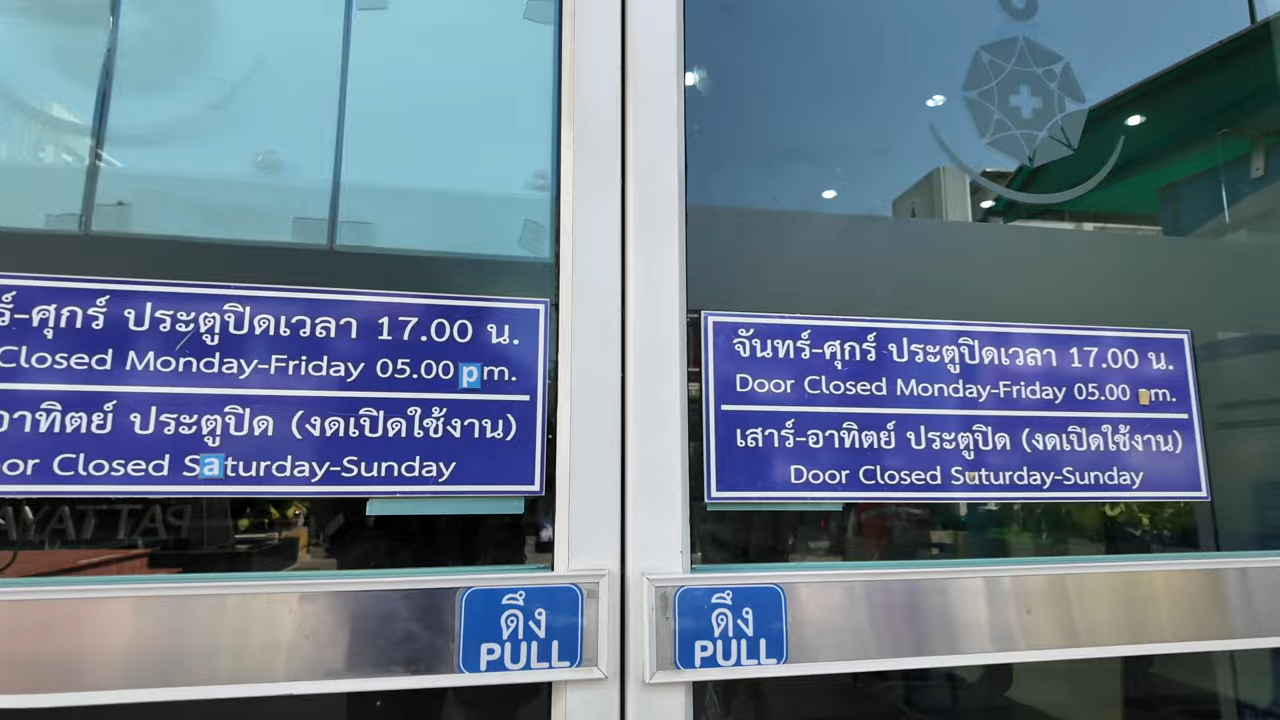 ร์-ศุกร์ ประตูปิดเวลา 17.00 น.
Closed Monday-Friday 05.00 pm.
อาทิตย์ ประตูปิด (งดเปิดใช้งาน)
oor Closed Saturday-Sunday
PATTAYA
ดึง
PULL
จันทร์-ศุกร์ ประตูปิดเวลา 17.00 น.
Door Closed Monday-Friday 05.00 m.
เสาร์-อาทิตย์ ประตูปิด (งดเปิดใช้งาน)
Door Closed Suturday-Sunday
ดึง
PULL